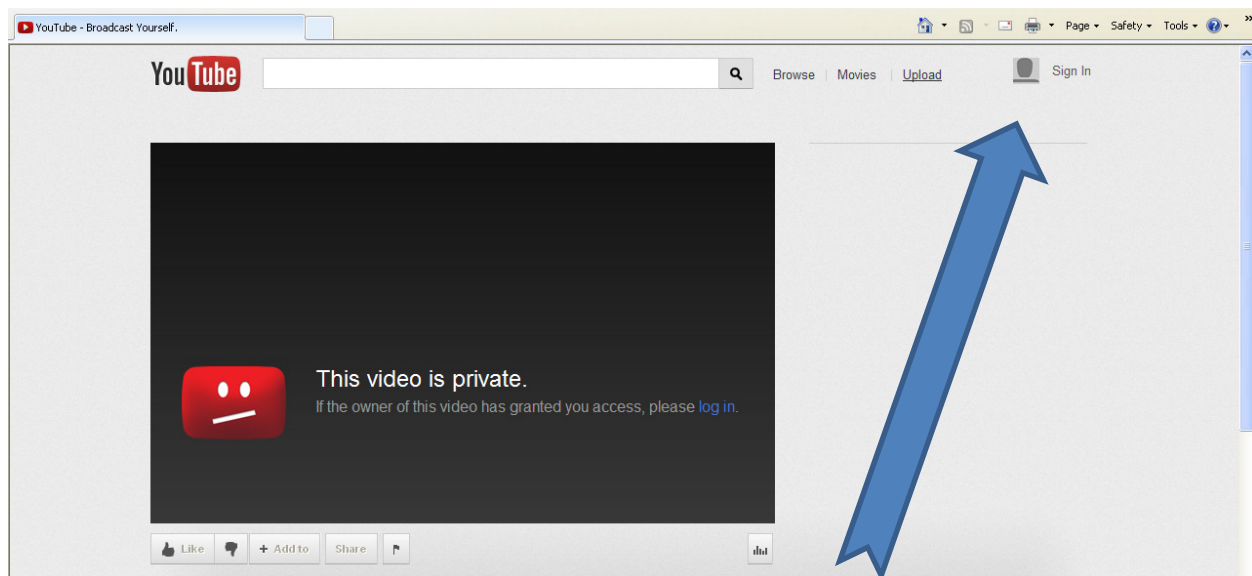 YouTube - Broadcast Yourself.
Page Safety Tools
YouTube Browse Movies Upload Sign In
This video is private.
If the owner of this video has granted you access, please log in.
Like + Add to Share